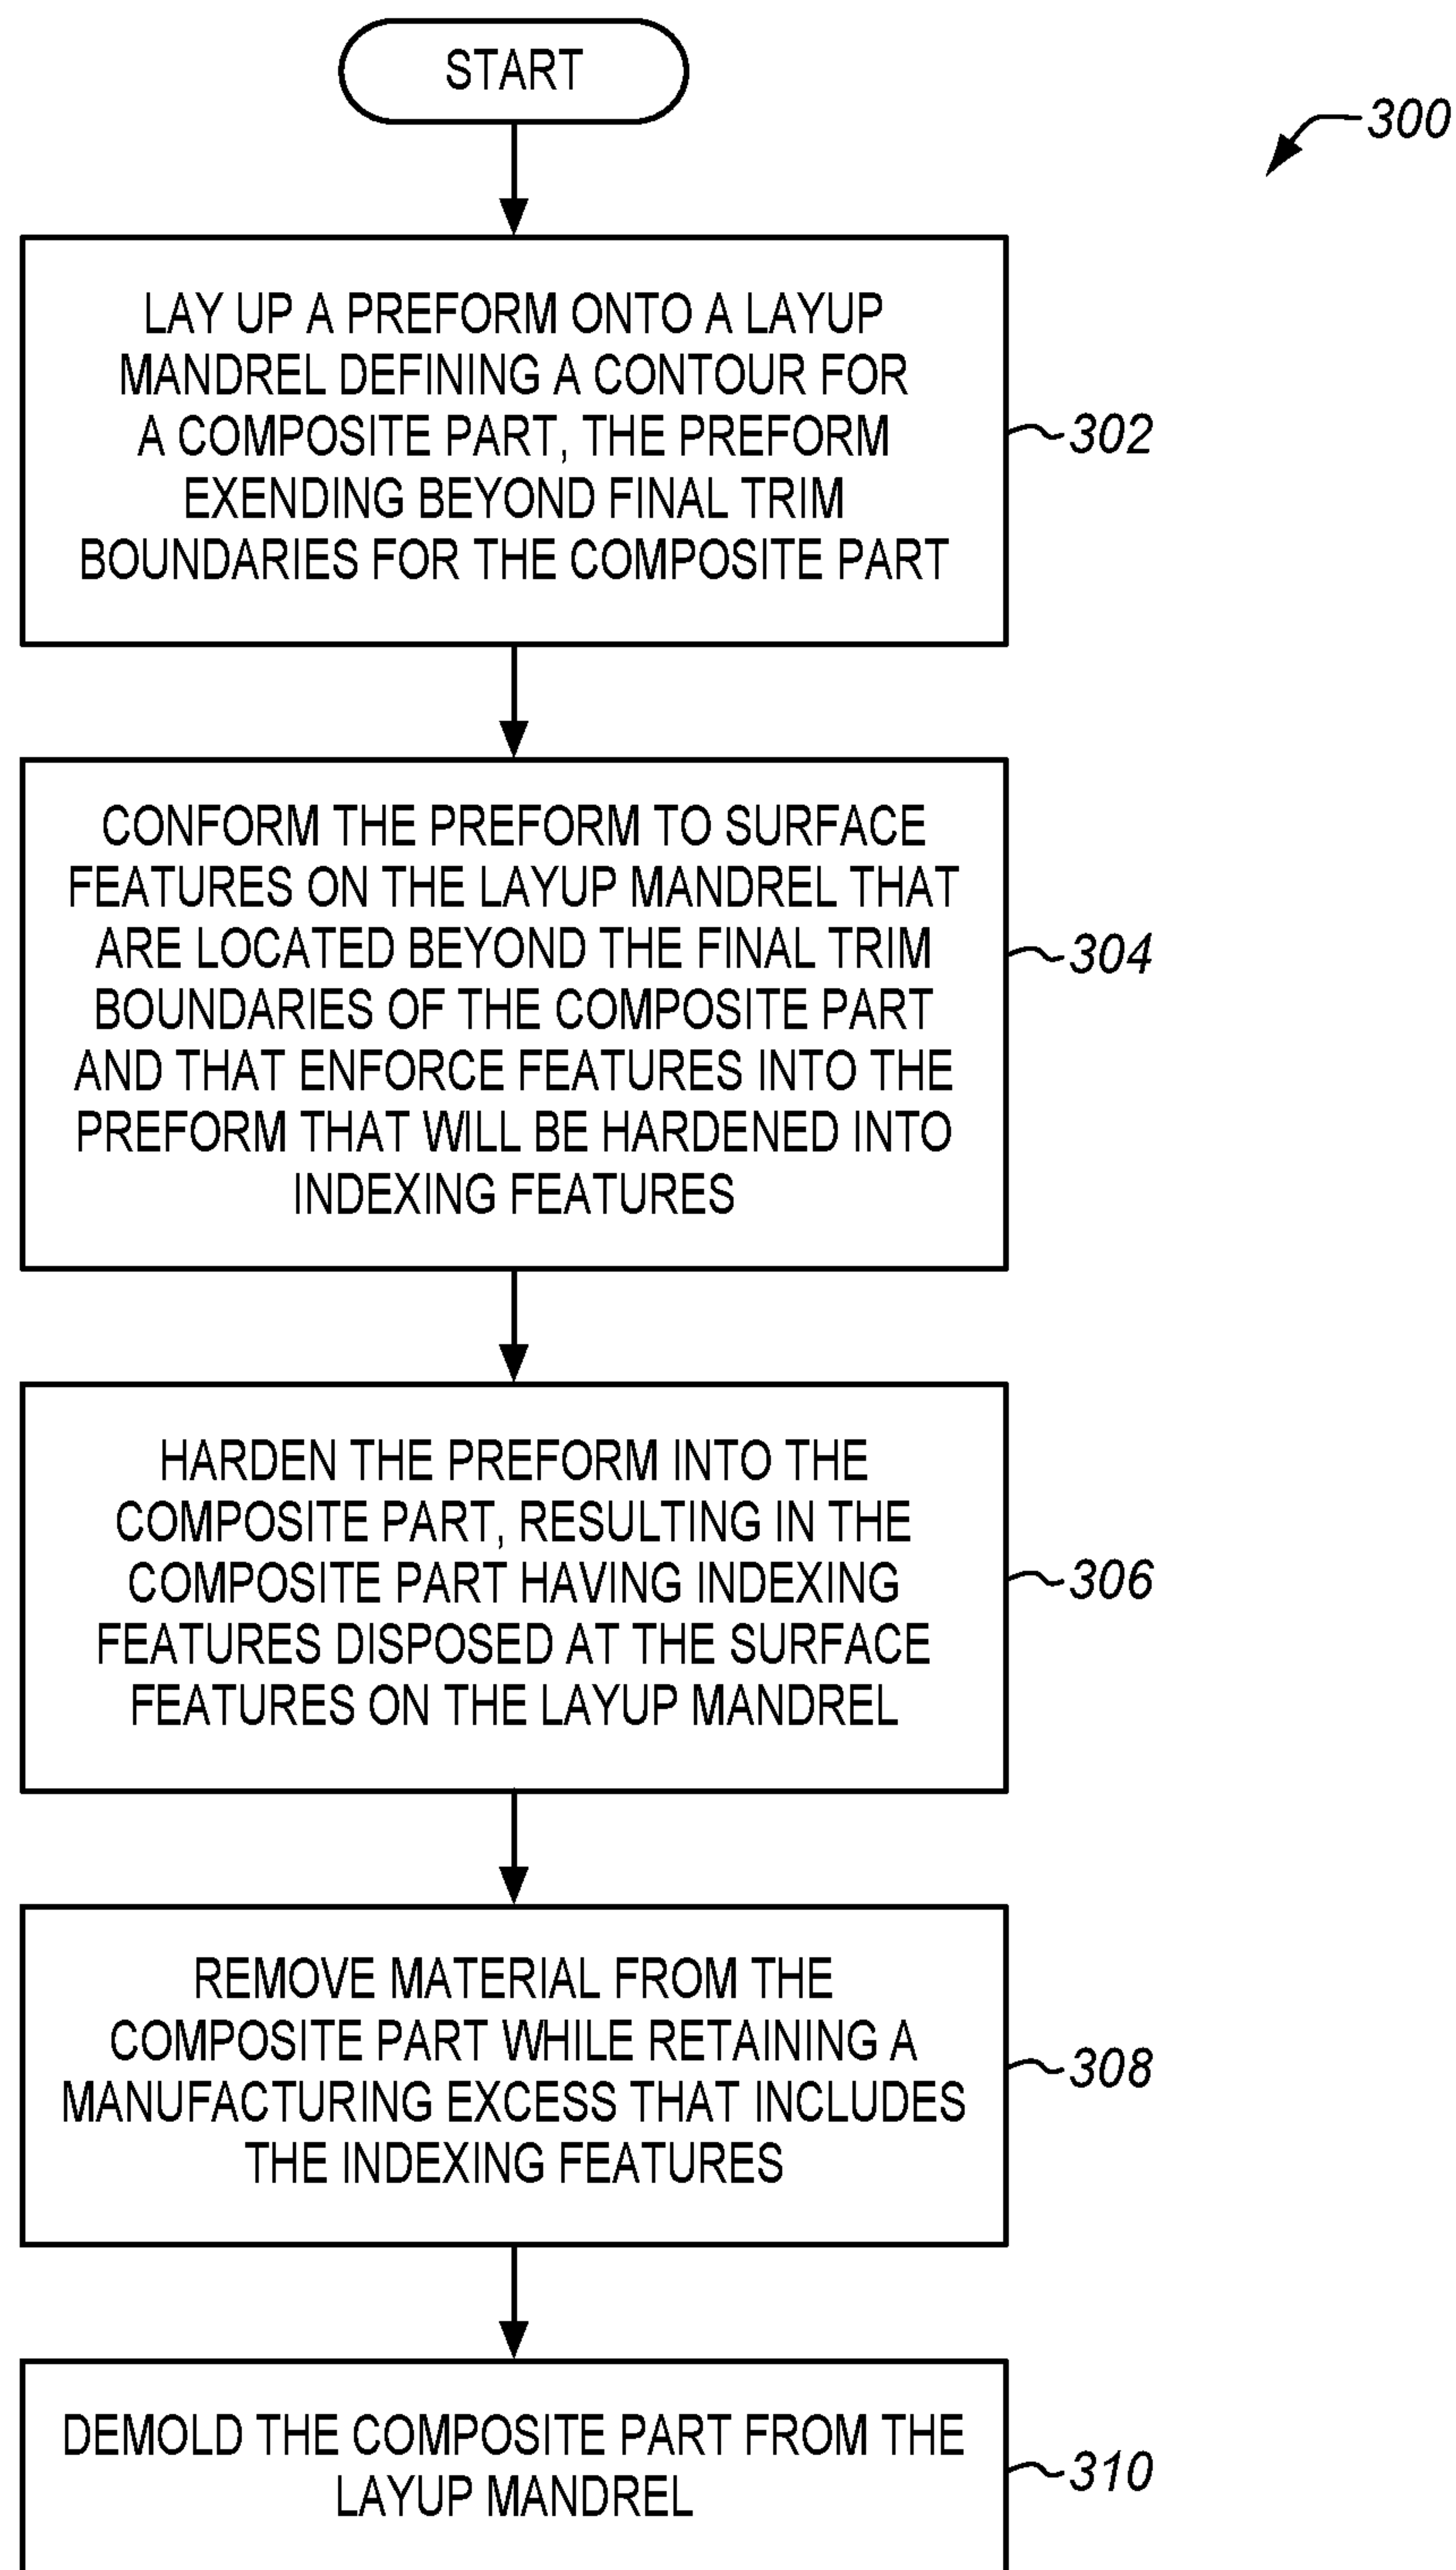 START
300
LAY UP A PREFORM ONTO A LAYUP
MANDREL DEFINING A CONTOUR FOR
A COMPOSITE PART, THE PREFORM
EXENDING BEYOND FINAL TRIM
BOUNDARIES FOR THE COMPOSITE PART
302
CONFORM THE PREFORM TO SURFACE
FEATURES ON THE LAYUP MANDREL THAT
ARE LOCATED BEYOND THE FINAL TRIM
BOUNDARIES OF THE COMPOSITE PART
AND THAT ENFORCE FEATURES INTO THE
PREFORM THAT WILL BE HARDENED INTO
INDEXING FEATURES
304
HARDEN THE PREFORM INTO THE
COMPOSITE PART, RESULTING IN THE
COMPOSITE PART HAVING INDEXING
FEATURES DISPOSED AT THE SURFACE
FEATURES ON THE LAYUP MANDREL
306
REMOVE MATERIAL FROM THE
COMPOSITE PART WHILE RETAINING A
MANUFACTURING EXCESS THAT INCLUDES
THE INDEXING FEATURES
308
DEMOLD THE COMPOSITE PART FROM THE
LAYUP MANDREL
310